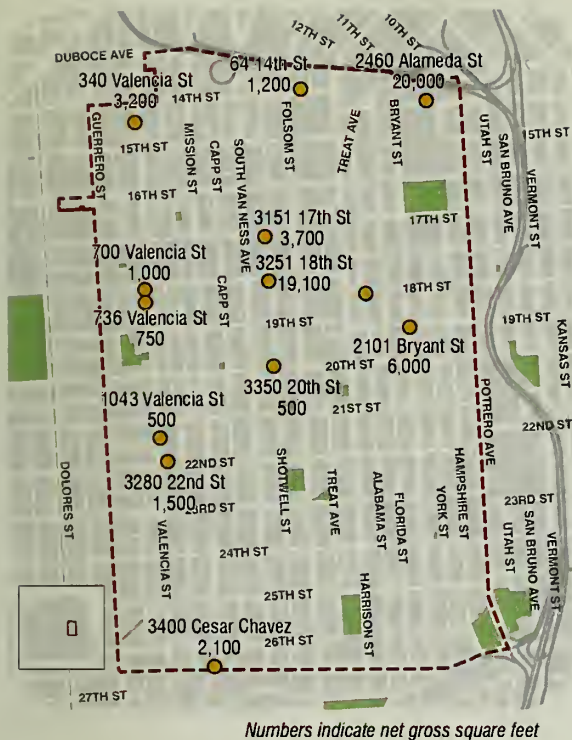 12TH ST
11TH ST
10TH ST
DUBOCE AVE
64 14th St
1,200
2460 Alameda St
20,000
340 Valencia St
3,200
14TH ST
GUERRERO ST
15TH ST
MISSION ST
CAPP ST
SOUTH VAN NESS AVE
FOLSOM ST
TREAT AVE
BRYANT ST
UTAH ST
SAN BRUNO AVE
VERMONT ST
15TH ST
16TH ST
17TH ST
3151 17th St
3,700
700 Valencia St
1,000
3251 18th St
19,100
CAPP ST
18TH ST
736 Valencia St
750
19TH ST
19TH ST
KANSAS ST
2101 Bryant St
6,000
20TH ST
3350 20th St
500
1043 Valencia St
500
21ST ST
POTRERO AVE
22ND ST
22ND ST
3280 22nd St
1,500
23RD ST
DOLORES ST
VALENCIA ST
SHOTWELL ST
TREAT AVE
ALABAMA ST
FLORIDA ST
YORK ST
HAMPSHIRE ST
23RD ST
UTAH ST
SAN BRUNO AVE
VERMONT ST
24TH ST
25TH ST
HARRISON ST
3400 Cesar Chavez
2,100
26TH ST
27TH ST
Numbers indicate net gross square feet